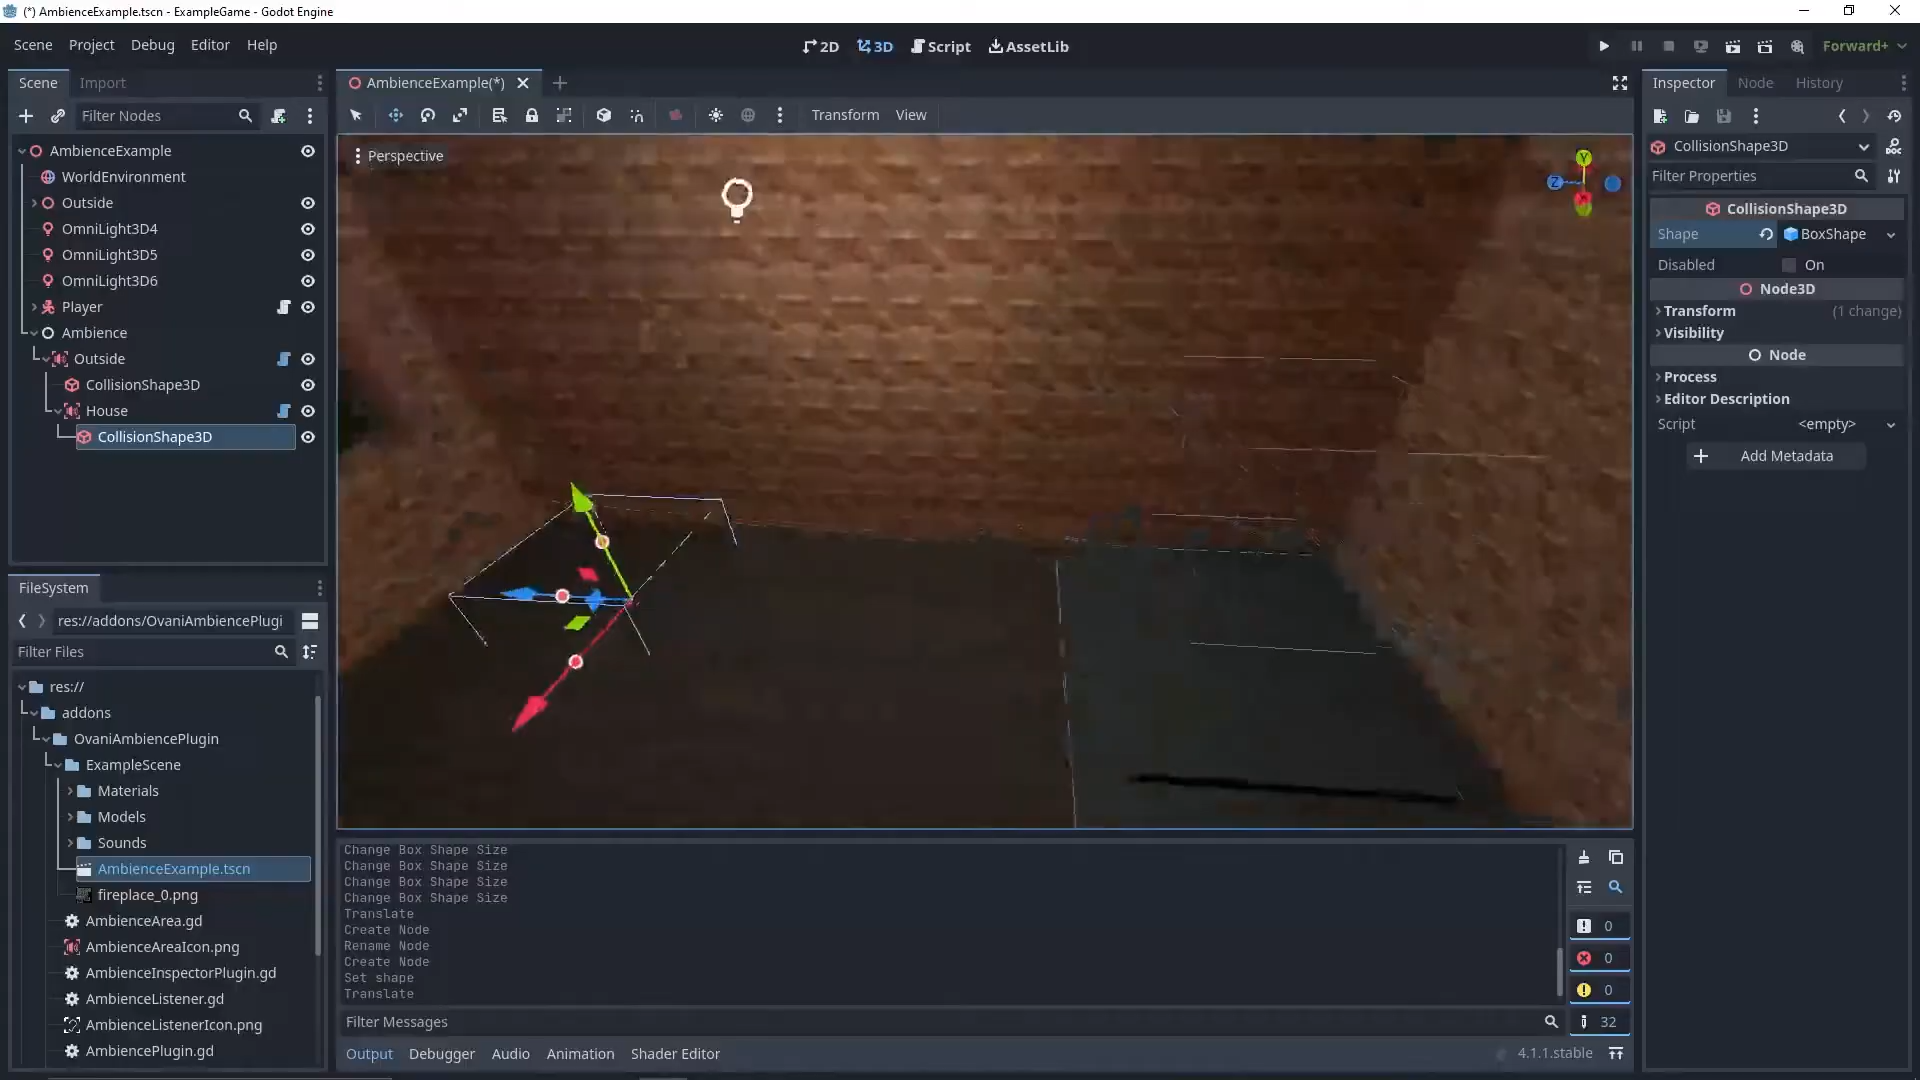 (*) AmbienceExample.tscn - ExampleGame - Godot Engine
Scene Project Debug Editor Help
2D 3D Script AssetLib
Forward+
Scene Import
AmbienceExample(*)
Inspector Node History
Filter Nodes
Transform View
CollisionShape3D
Filter Properties
CollisionShape3D
Shape BoxShape
Disabled On
Node3D
Transform (1 change)
Visibility
Node
Process
Editor Description
Script <empty>
Add Metadata
Perspective
Y
Z
AmbienceExample
WorldEnvironment
Outside
OmniLight3D4
OmniLight3D5
OmniLight3D6
Player
Ambience
Outside
CollisionShape3D
House
CollisionShape3D
FileSystem
res://addons/OvaniAmbiencePlugi
Filter Files
res://
addons
OvaniAmbiencePlugin
ExampleScene
Materials
Models
Sounds
AmbienceExample.tscn
fireplace_0.png
AmbienceArea.gd
AmbienceAreaIcon.png
AmbienceInspectorPlugin.gd
AmbienceListener.gd
AmbienceListenerIcon.png
AmbiencePlugin.gd
Change Box Shape Size
Change Box Shape Size
Change Box Shape Size
Change Box Shape Size
Translate
Create Node
Rename Node
Create Node
Set shape
Translate
0
0
0
32
Filter Messages
Output Debugger Audio Animation Shader Editor
4.1.1.stable